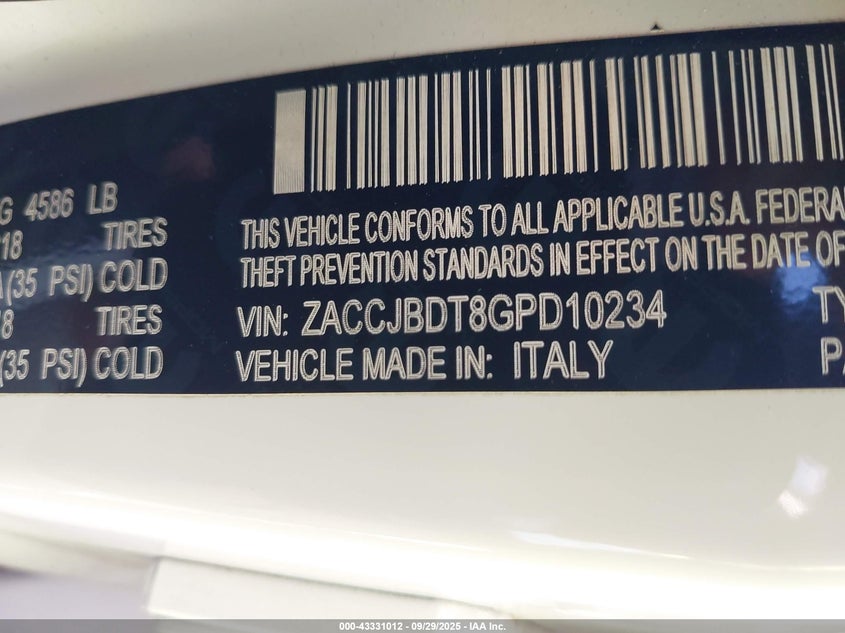 G 4586 LB
18 TIRES
(35 PSI) COLD
8 TIRES
(35 PSI) COLD
THIS VEHICLE CONFORMS TO ALL APPLICABLE U.S.A. FEDERA
THEFT PREVENTION STANDARDS IN EFFECT ON THE DATE OF
VIN: ZACCJBDT8GPD10234 TY
VEHICLE MADE IN: ITALY PA
000-43331012 - 09/29/2025 - IAA Inc.